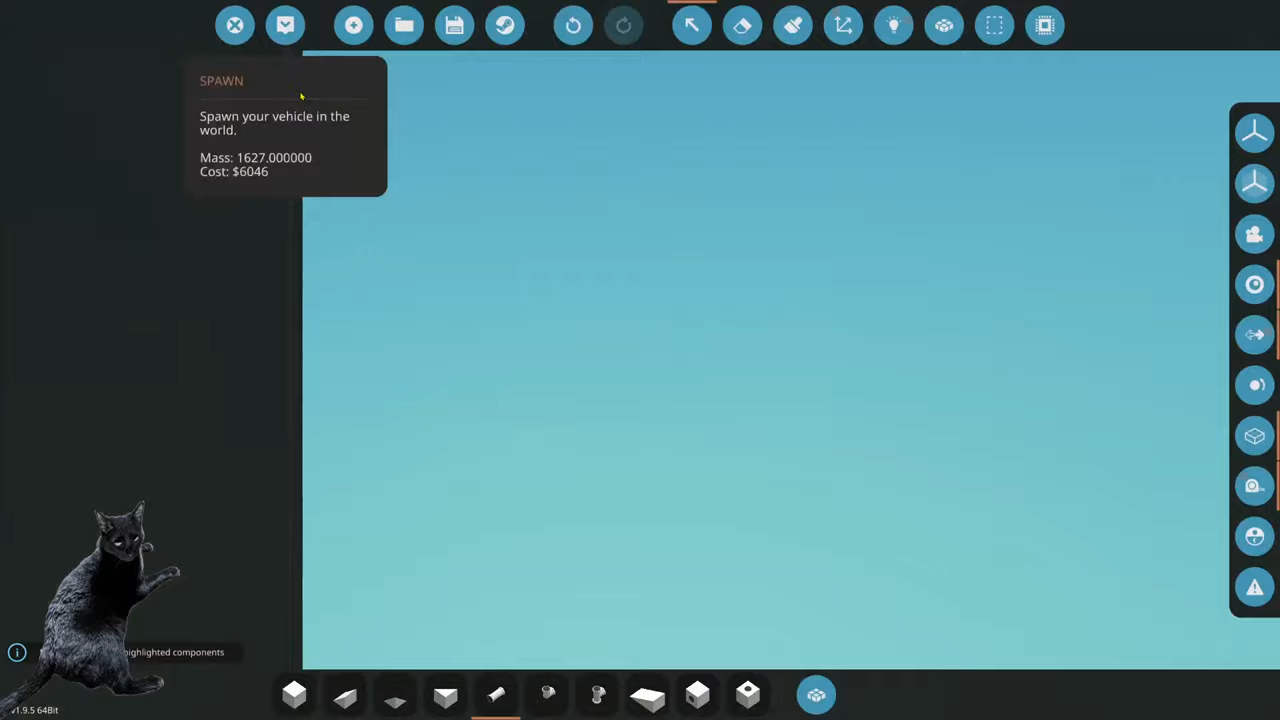 SPAWN
Spawn your vehicle in the
world.
Mass: 1627.000000
Cost: $6046
highlighted components
v1.9.5 64Bit